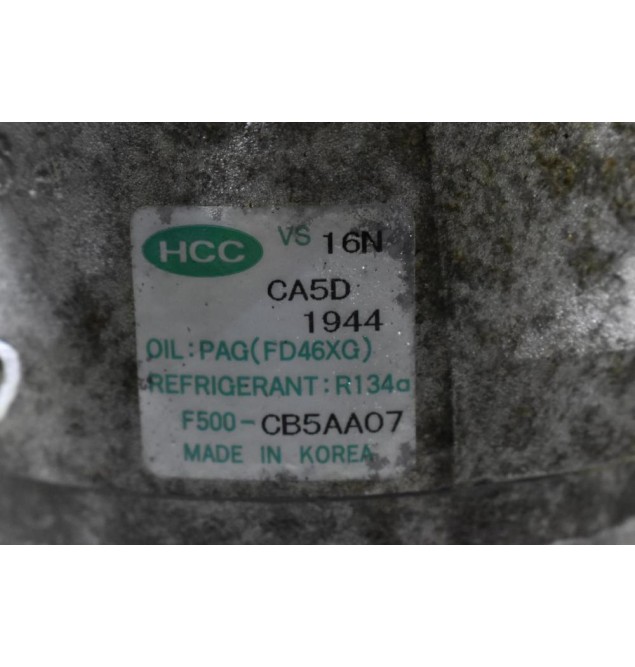 HCC VS 16N
CA5D
1944
OIL:PAG(FD46XG)
REFRIGERANT:R134a
F500-CB5AA07
MADE IN KOREA